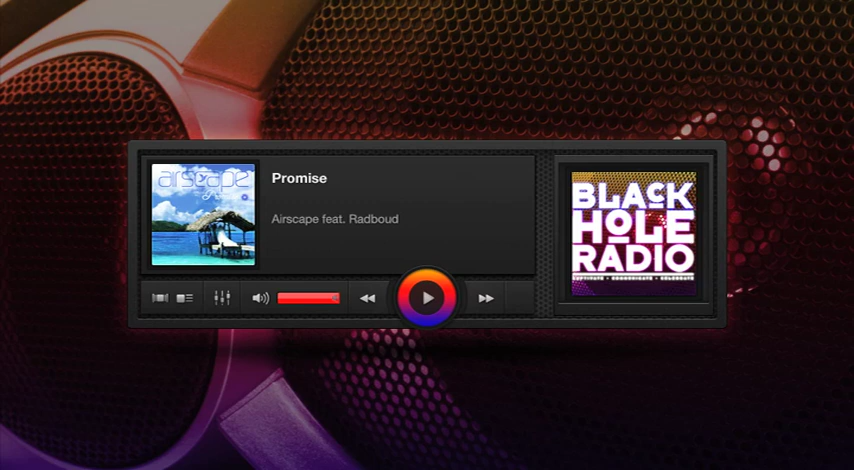 airscape
Promise
Airscape feat. Radboud
BLACK
HOLE
RADIO